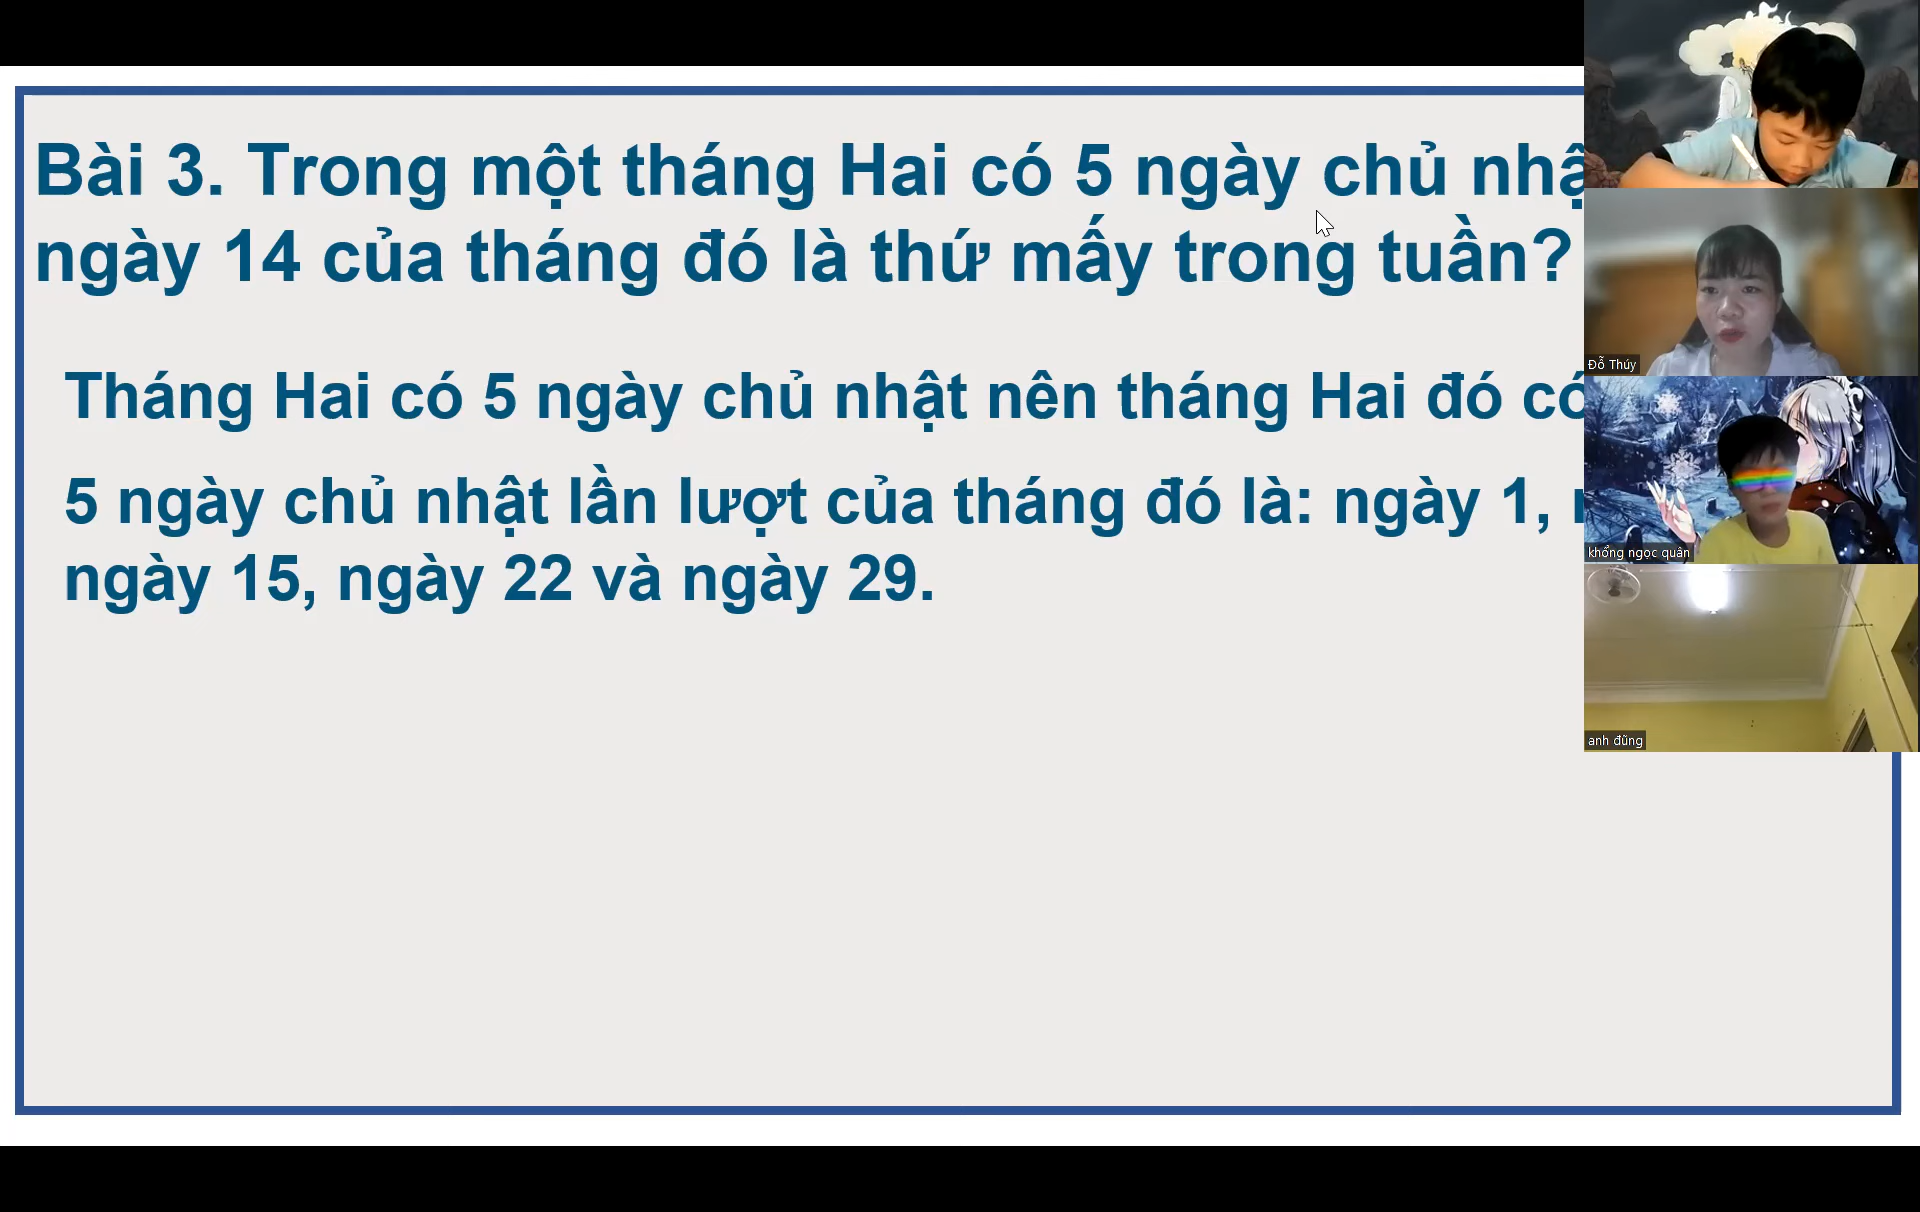 Bài 3. Trong một tháng Hai có 5 ngày chủ
ngày 14 của tháng đó là thứ mấy trong tuần?
Tháng Hai có 5 ngày chủ nhật nên tháng Hai đó có
5 ngày chủ nhật lần lượt của tháng đó là: ngày 1,
ngày 15, ngày 22 và ngày 29.
Đỗ Thúy
khổng ngọc quân
anh đũng